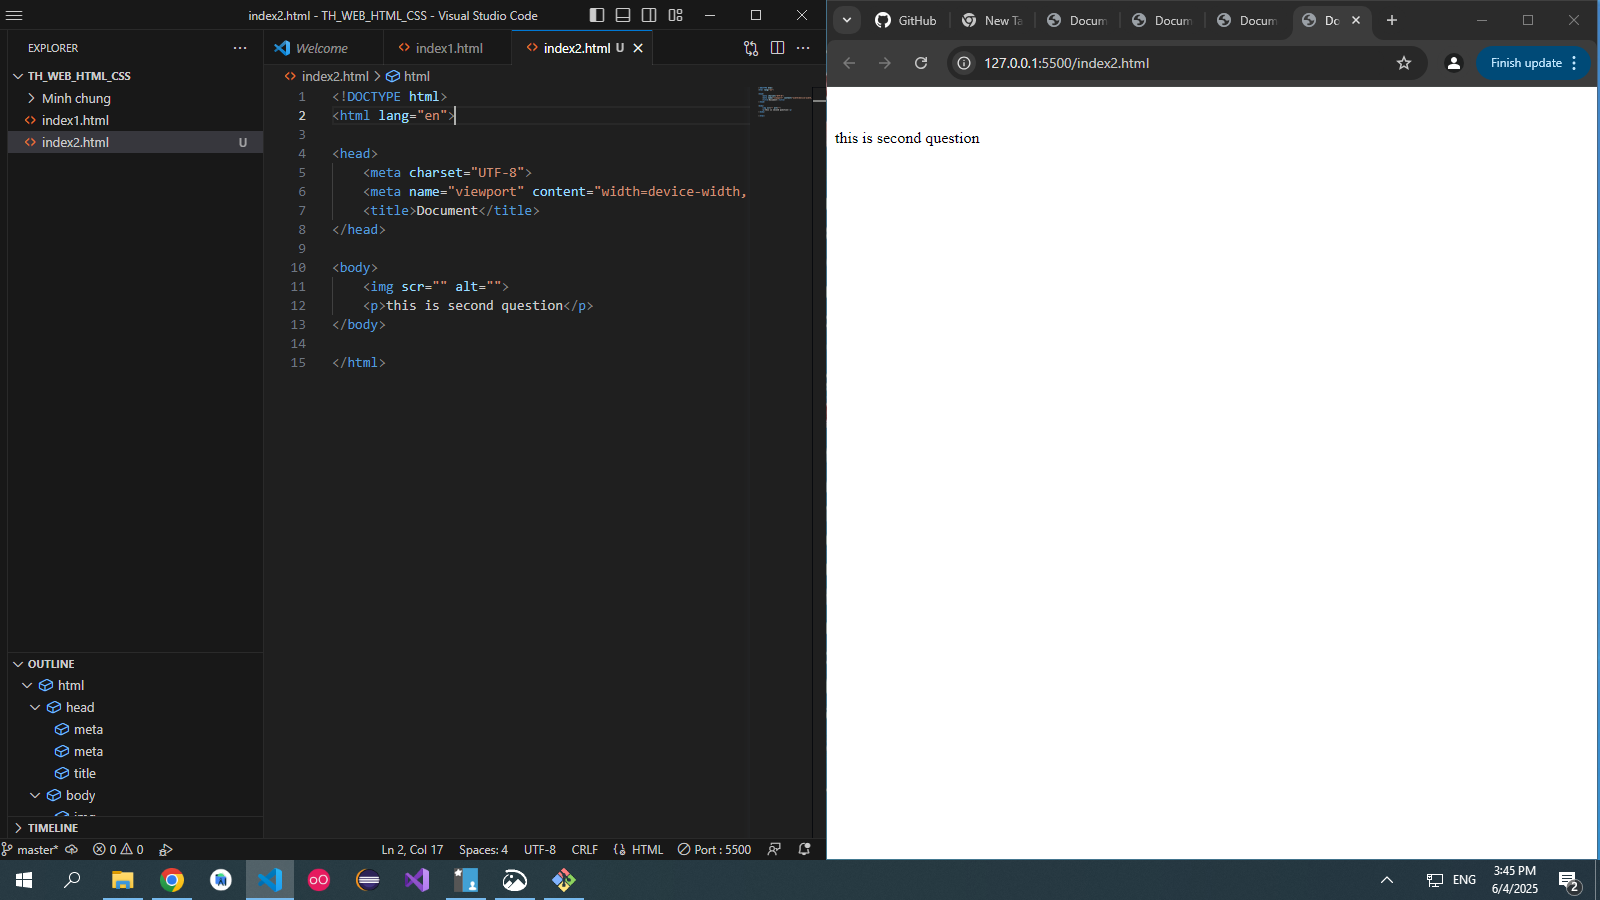 index2.html - TH_WEB_HTML_CSS - Visual Studio Code
EXPLORER
TH_WEB_HTML_CSS
Minh chung
index1.html
index2.html U
OUTLINE
html
head
meta
meta
title
body
TIMELINE
Welcome
index1.html
index2.html U
index2.html html
1 <!DOCTYPE html>
2 <html lang="en">
3
4 <head>
5 <meta charset="UTF-8">
6 <meta name="viewport" content="width=device-width,
7 <title>Document</title>
8 </head>
9
10 <body>
11 <img scr="" alt="">
12 <p>this is second question</p>
13 </body>
14
15 </html>
master* 0 0
Ln 2, Col 17 Spaces: 4 UTF-8 CRLF HTML Port : 5500
GitHub
New Ta
Docum
Docum
Docum
Do
127.0.0.1:5500/index2.html
Finish update
this is second question
ENG
3:45 PM
6/4/2025
2